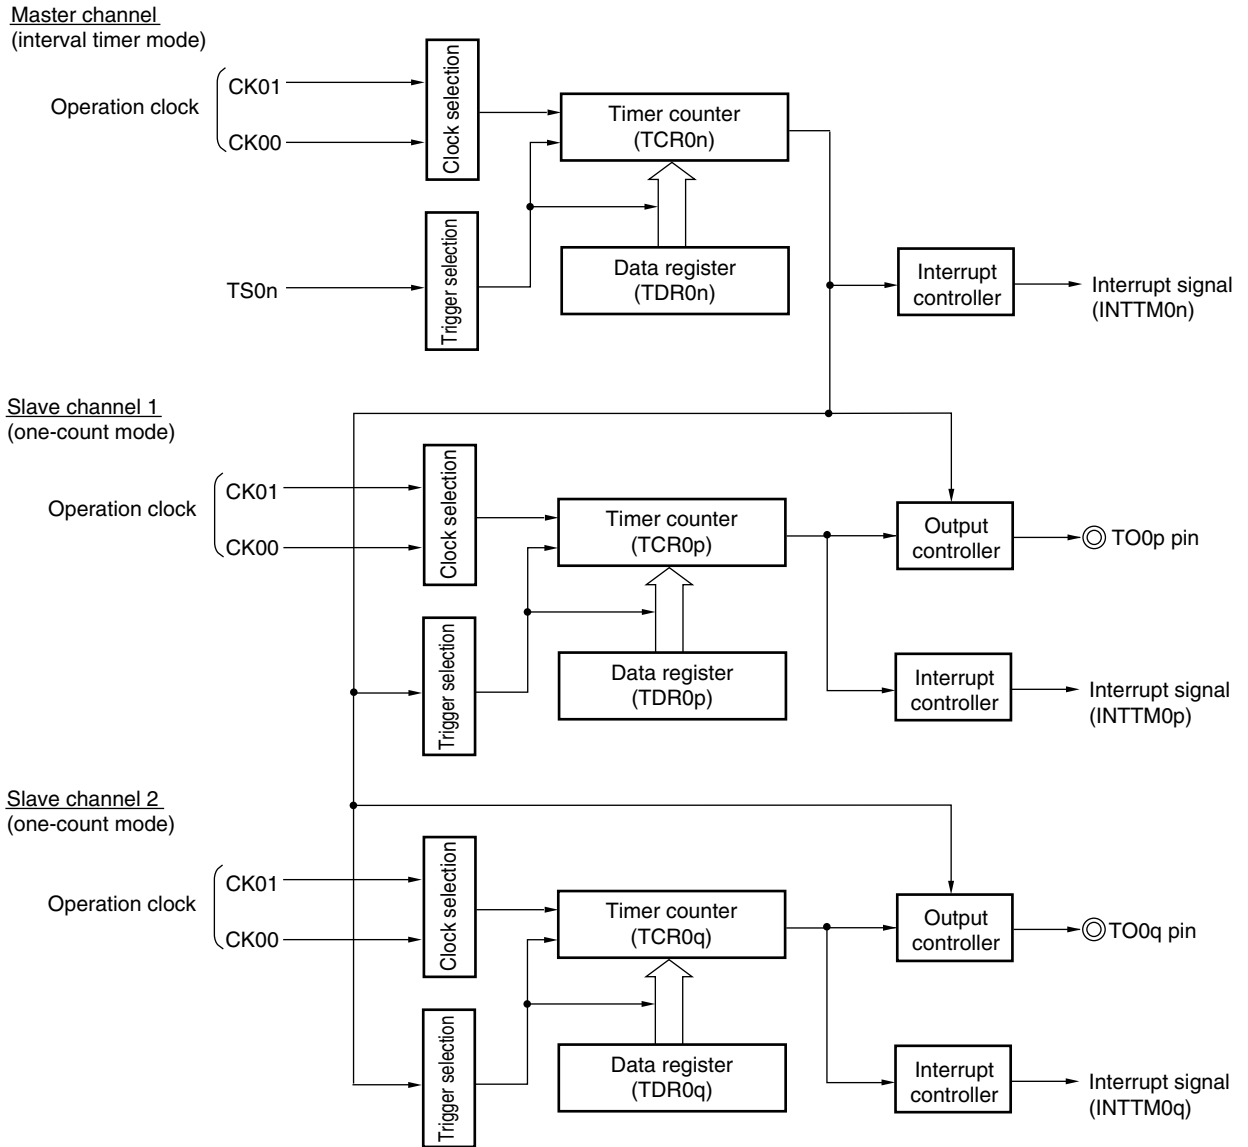 Master channel
(interval timer mode)
Operation clock
CK01
CK00
Clock selection
Timer counter
(TCR0n)
TS0n
Trigger selection
Data register
(TDR0n)
Interrupt
controller
Interrupt signal
(INTTM0n)
Slave channel 1
(one-count mode)
Operation clock
CK01
CK00
Clock selection
Timer counter
(TCR0p)
Output
controller
TO0p pin
Trigger selection
Data register
(TDR0p)
Interrupt
controller
Interrupt signal
(INTTM0p)
Slave channel 2
(one-count mode)
Operation clock
CK01
CK00
Clock selection
Timer counter
(TCR0q)
Output
controller
TO0q pin
Trigger selection
Data register
(TDR0q)
Interrupt
controller
Interrupt signal
(INTTM0q)